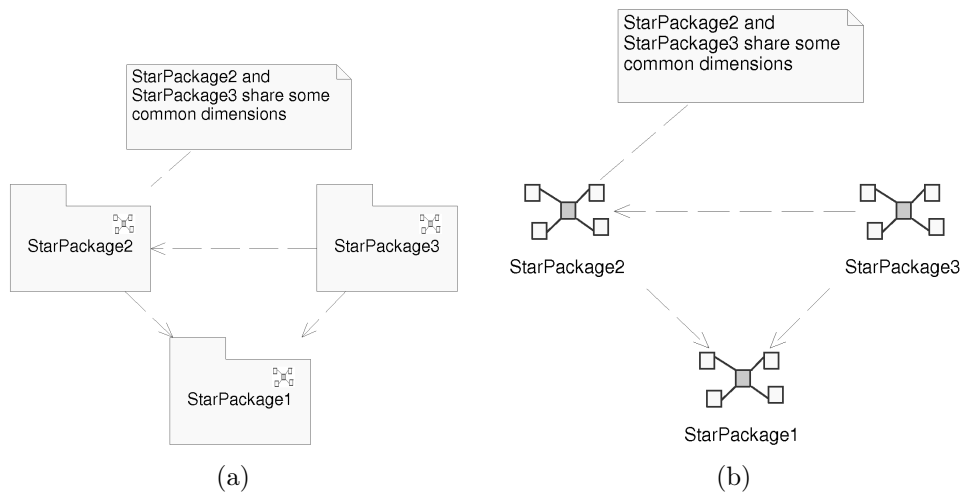 StarPackage2 and
StarPackage3 share some
common dimensions
StarPackage2
StarPackage3
StarPackage1
(a)
StarPackage2 and
StarPackage3 share some
common dimensions
StarPackage2
StarPackage3
StarPackage1
(b)